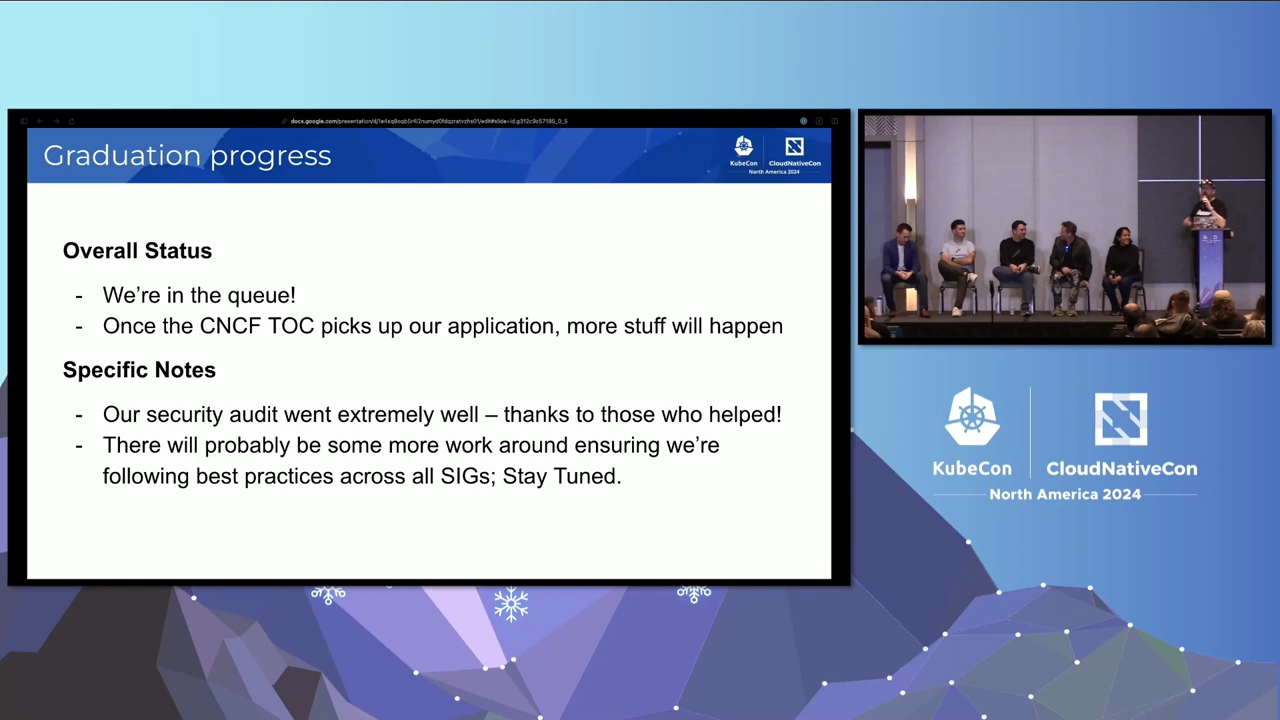 Graduation progress
KubeCon
CloudNativeCon
North America 2024
Overall Status
- We're in the queue!
- Once the CNCF TOC picks up our application, more stuff will happen
Specific Notes
- Our security audit went extremely well – thanks to those who helped!
- There will probably be some more work around ensuring we're
following best practices across all SIGs; Stay Tuned.
KubeCon
CloudNativeCon
North America 2024